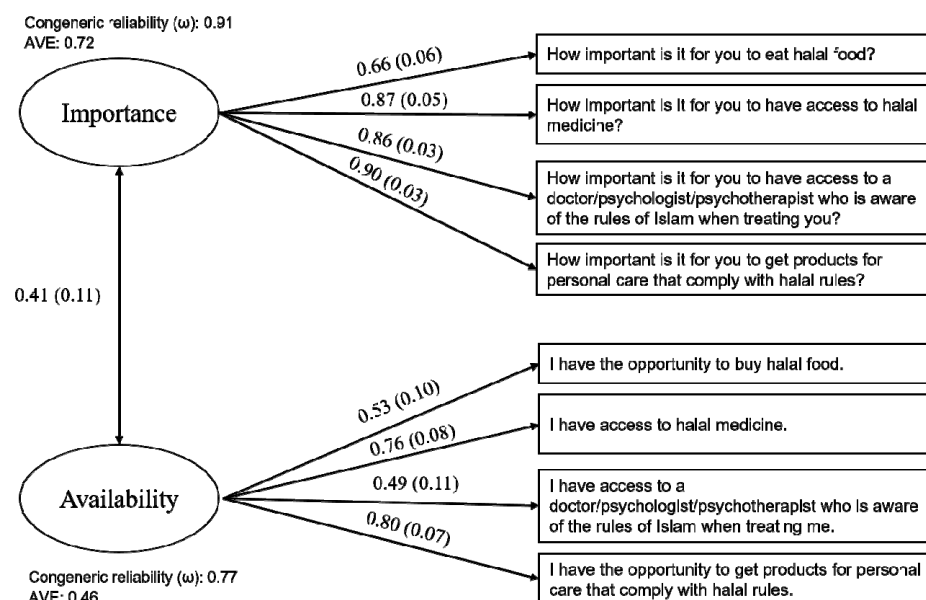 Congeneric reliability (ω): 0.91
AVE: 0.72
Importance
0.66 (0.06)
How important is it for you to eat halal food?
0.87 (0.05)
How important is it for you to have access to halal
medicine?
0.86 (0.03)
How important is it for you to have access to a
doctor/psychologist/psychotherapist who is aware
of the rules of Islam when treating you?
0.90 (0.03)
How important is it for you to get products for
personal care that comply with halal rules?
0.41 (0.11)
Availability
0.53 (0.10)
I have the opportunity to buy halal food.
0.76 (0.08)
I have access to halal medicine.
0.49 (0.11)
I have access to a
doctor/psychologist/psychotherapist who is aware
of the rules of Islam when treating me.
0.80 (0.07)
I have the opportunity to get products for personal
care that comply with halal rules.
Congeneric reliability (ω): 0.77
AVE: 0.46